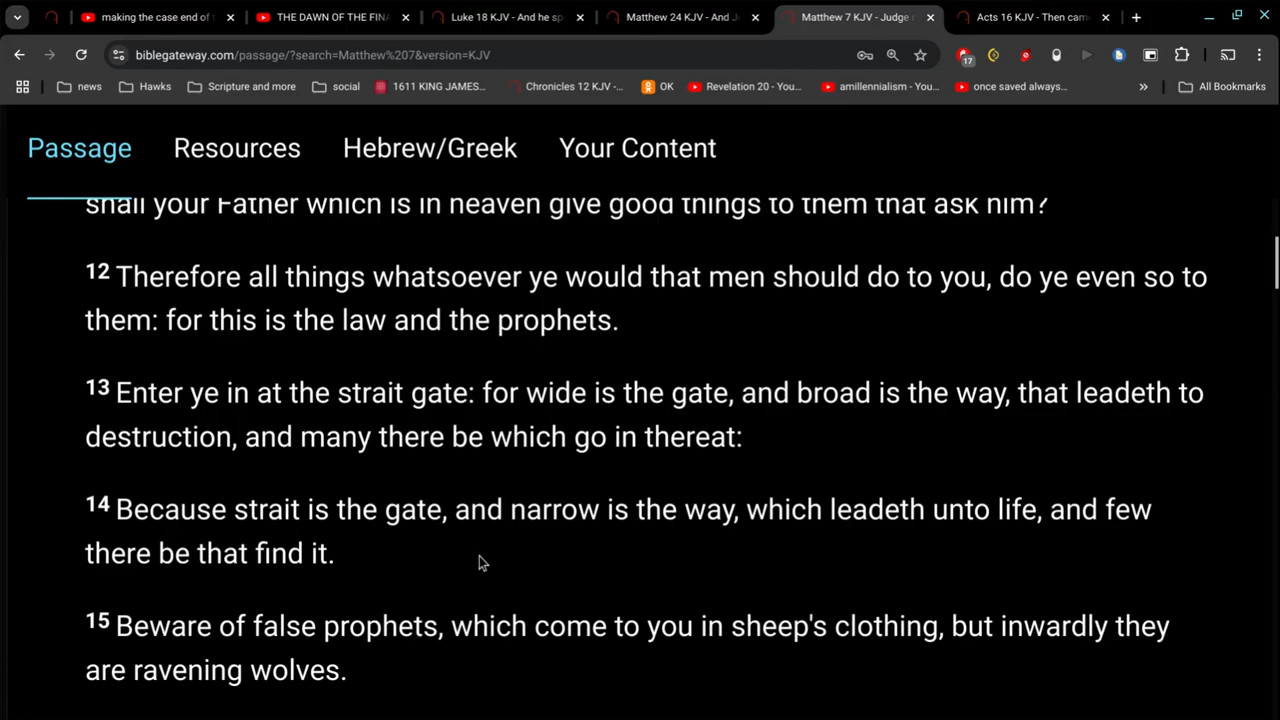 making the case end of
THE DAWN OF THE FINA
Luke 18 KJV - And he sp
Matthew 24 KJV - And J
Matthew 7 KJV - Judge
Acts 16 KJV - Then cam
biblegateway.com/passage/?search=Matthew%207&version=KJV
17
news
Hawks
Scripture and more
social
1611 KING JAMES...
Chronicles 12 KJV -...
OK
Revelation 20 - You...
amillennialism - You...
once saved always...
»
All Bookmarks
Passage
Resources
Hebrew/Greek
Your Content
shall your Father which is in heaven give good things to them that ask him?
12 Therefore all things whatsoever ye would that men should do to you, do ye even so to
them: for this is the law and the prophets.
13 Enter ye in at the strait gate: for wide is the gate, and broad is the way, that leadeth to
destruction, and many there be which go in thereat:
14 Because strait is the gate, and narrow is the way, which leadeth unto life, and few
there be that find it.
15 Beware of false prophets, which come to you in sheep's clothing, but inwardly they
are ravening wolves.